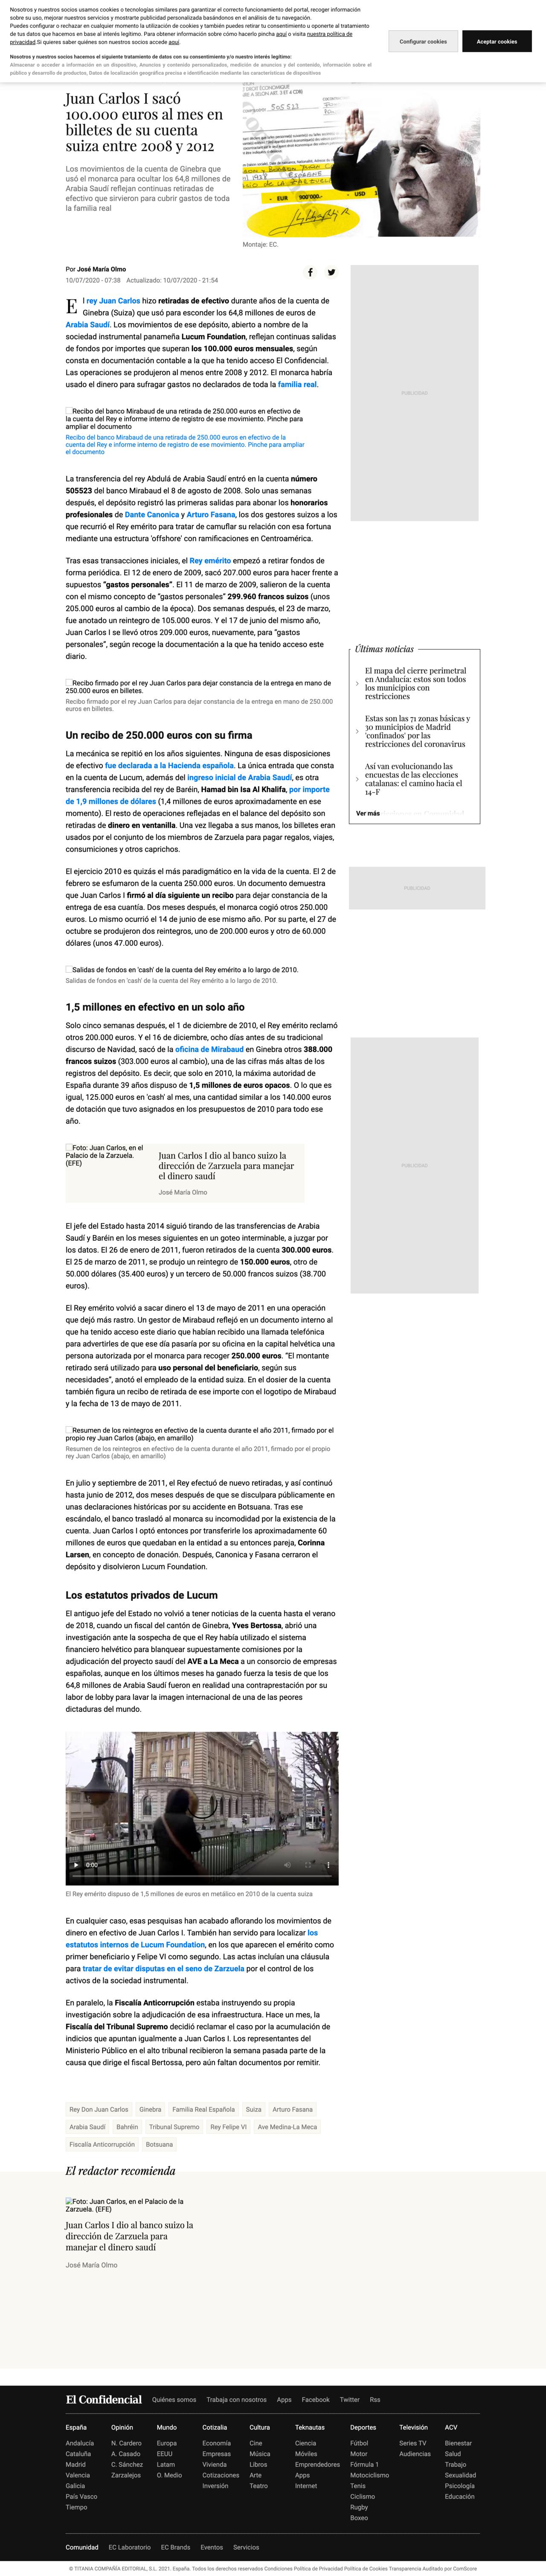 Nosotros y nuestros socios usamos cookies o tecnologías similares para garantizar el correcto funcionamiento del portal, recoger información
sobre su uso, mejorar nuestros servicios y mostrarte publicidad personalizada basándonos en el análisis de tu navegación.
Puedes configurar o rechazar en cualquier momento la utilización de cookies y también puedes retirar tu consentimiento u oponerte al tratamiento
de tus datos que hacemos en base al interés legítimo. Para obtener más información sobre cómo hacerlo pincha aquí o visita nuestra política de
privacidad.Si quieres saber quiénes son nuestros socios accede aquí.
Nosotros y nuestros socios hacemos el siguiente tratamiento de datos con su consentimiento y/o nuestro interés legítimo:
Almacenar o acceder a información en un dispositivo, Anuncios y contenido personalizados, medición de anuncios y del contenido, información sobre el
público y desarrollo de productos, Datos de localización geográfica precisa e identificación mediante las características de dispositivos
Configurar cookies
Aceptar cookies
Juan Carlos I sacó
100.000 euros al mes en
billetes de su cuenta
suiza entre 2008 y 2012
Los movimientos de la cuenta de Ginebra que
usó el monarca para ocultar los 64,8 millones de
Arabia Saudí reflejan continuas retiradas de
efectivo que sirvieron para cubrir gastos de toda
la familia real
Montaje: EC.
Por José María Olmo
10/07/2020 - 07:38 Actualizado: 10/07/2020 - 21:54
El rey Juan Carlos hizo retiradas de efectivo durante años de la cuenta de
Ginebra (Suiza) que usó para esconder los 64,8 millones de euros de
Arabia Saudí. Los movimientos de ese depósito, abierto a nombre de la
sociedad instrumental panameña Lucum Foundation, reflejan continuas salidas
de fondos por importes que superan los 100.000 euros mensuales, según
consta en documentación contable a la que ha tenido acceso El Confidencial.
Las operaciones se produjeron al menos entre 2008 y 2012. El monarca habría
usado el dinero para sufragar gastos no declarados de toda la familia real.
Recibo del banco Mirabaud de una retirada de 250.000 euros en efectivo de
la cuenta del Rey e informe interno de registro de ese movimiento. Pinche para
ampliar el documento
Recibo del banco Mirabaud de una retirada de 250.000 euros en efectivo de la
cuenta del Rey e informe interno de registro de ese movimiento. Pinche para ampliar
el documento
La transferencia del rey Abdulá de Arabia Saudí entró en la cuenta número
505523 del banco Mirabaud el 8 de agosto de 2008. Solo unas semanas
después, el depósito registró las primeras salidas para abonar los honorarios
profesionales de Dante Canonica y Arturo Fasana, los dos gestores suizos a los
que recurrió el Rey emérito para tratar de camuflar su relación con esa fortuna
mediante una estructura 'offshore' con ramificaciones en Centroamérica.
Tras esas transacciones iniciales, el Rey emérito empezó a retirar fondos de
forma periódica. El 12 de enero de 2009, sacó 207.000 euros para hacer frente a
supuestos “gastos personales”. El 11 de marzo de 2009, salieron de la cuenta
con el mismo concepto de “gastos personales” 299.960 francos suizos (unos
205.000 euros al cambio de la época). Dos semanas después, el 23 de marzo,
fue anotado un reintegro de 105.000 euros. Y el 17 de junio del mismo año,
Juan Carlos I se llevó otros 209.000 euros, nuevamente, para “gastos
personales”, según recoge la documentación a la que ha tenido acceso este
diario.
Recibo firmado por el rey Juan Carlos para dejar constancia de la entrega en mano de
250.000 euros en billetes.
Recibo firmado por el rey Juan Carlos para dejar constancia de la entrega en mano de 250.000
euros en billetes.
Un recibo de 250.000 euros con su firma
La mecánica se repitió en los años siguientes. Ninguna de esas disposiciones
de efectivo fue declarada a la Hacienda española. La única entrada que consta
en la cuenta de Lucum, además del ingreso inicial de Arabia Saudí, es otra
transferencia recibida del rey de Baréin, Hamad bin Isa Al Khalifa, por importe
de 1,9 millones de dólares (1,4 millones de euros aproximadamente en ese
momento). El resto de operaciones reflejadas en el balance del depósito son
retiradas de dinero en ventanilla. Una vez llegaba a sus manos, los billetes eran
usados por el conjunto de los miembros de Zarzuela para pagar regalos, viajes,
consumiciones y otros caprichos.
El ejercicio 2010 es quizás el más paradigmático en la vida de la cuenta. El 2 de
febrero se esfumaron de la cuenta 250.000 euros. Un documento demuestra
que Juan Carlos I firmó al día siguiente un recibo para dejar constancia de la
entrega de esa cuantía. Dos meses después, el monarca cogió otros 250.000
euros. Lo mismo ocurrió el 14 de junio de ese mismo año. Por su parte, el 27 de
octubre se produjeron dos reintegros, uno de 200.000 euros y otro de 60.000
dólares (unos 47.000 euros).
Salidas de fondos en 'cash' de la cuenta del Rey emérito a lo largo de 2010.
Salidas de fondos en 'cash' de la cuenta del Rey emérito a lo largo de 2010.
1,5 millones en efectivo en un solo año
Solo cinco semanas después, el 1 de diciembre de 2010, el Rey emérito reclamó
otros 200.000 euros. Y el 16 de diciembre, ocho días antes de su tradicional
discurso de Navidad, sacó de la oficina de Mirabaud en Ginebra otros 388.000
francos suizos (303.000 euros al cambio), una de las cifras más altas de los
registros del depósito. Es decir, que solo en 2010, la máxima autoridad de
España durante 39 años dispuso de 1,5 millones de euros opacos. O lo que es
igual, 125.000 euros en 'cash' al mes, una cantidad similar a los 140.000 euros
de dotación que tuvo asignados en los presupuestos de 2010 para todo ese
año.
Foto: Juan Carlos, en el
Palacio de la Zarzuela.
(EFE)
Juan Carlos I dio al banco suizo la
dirección de Zarzuela para manejar
el dinero saudí
José María Olmo
El jefe del Estado hasta 2014 siguió tirando de las transferencias de Arabia
Saudí y Baréin en los meses siguientes en un goteo interminable, a juzgar por
los datos. El 26 de enero de 2011, fueron retirados de la cuenta 300.000 euros.
El 25 de marzo de 2011, se produjo un reintegro de 150.000 euros, otro de
50.000 dólares (35.400 euros) y un tercero de 50.000 francos suizos (38.700
euros).
El Rey emérito volvió a sacar dinero el 13 de mayo de 2011 en una operación
que dejó más rastro. Un gestor de Mirabaud reflejó en un documento interno al
que ha tenido acceso este diario que habían recibido una llamada telefónica
para advertirles de que ese día pasaría por su oficina en la capital helvética una
persona autorizada por el monarca para recoger 250.000 euros. “El montante
retirado será utilizado para uso personal del beneficiario, según sus
necesidades”, anotó el empleado de la entidad suiza. En el dosier de la cuenta
también figura un recibo de retirada de ese importe con el logotipo de Mirabaud
y la fecha de 13 de mayo de 2011.
Resumen de los reintegros en efectivo de la cuenta durante el año 2011, firmado por el
propio rey Juan Carlos (abajo, en amarillo)
Resumen de los reintegros en efectivo de la cuenta durante el año 2011, firmado por el propio
rey Juan Carlos (abajo, en amarillo)
En julio y septiembre de 2011, el Rey efectuó de nuevo retiradas, y así continuó
hasta junio de 2012, dos meses después de que se disculpara públicamente en
unas declaraciones históricas por su accidente en Botsuana. Tras ese
escándalo, el banco trasladó al monarca su incomodidad por la existencia de la
cuenta. Juan Carlos I optó entonces por transferirle los aproximadamente 60
millones de euros que quedaban en la entidad a su entonces pareja, Corinna
Larsen, en concepto de donación. Después, Canonica y Fasana cerraron el
depósito y disolvieron Lucum Foundation.
Los estatutos privados de Lucum
El antiguo jefe del Estado no volvió a tener noticias de la cuenta hasta el verano
de 2018, cuando un fiscal del cantón de Ginebra, Yves Bertossa, abrió una
investigación ante la sospecha de que el Rey había utilizado el sistema
financiero helvético para blanquear supuestamente comisiones por la
adjudicación del proyecto saudí del AVE a La Meca a un consorcio de empresas
españolas, aunque en los últimos meses ha ganado fuerza la tesis de que los
64,8 millones de Arabia Saudí fueron en realidad una contraprestación por su
labor de lobby para lavar la imagen internacional de una de las peores
dictaduras del mundo.
0:00
El Rey emérito dispuso de 1,5 millones de euros en metálico en 2010 de la cuenta suiza
En cualquier caso, esas pesquisas han acabado aflorando los movimientos de
dinero en efectivo de Juan Carlos I. También han servido para localizar los
estatutos internos de Lucum Foundation, en los que aparecen el emérito como
primer beneficiario y Felipe VI como segundo. Las actas incluían una cláusula
para tratar de evitar disputas en el seno de Zarzuela por el control de los
activos de la sociedad instrumental.
En paralelo, la Fiscalía Anticorrupción estaba instruyendo su propia
investigación sobre la adjudicación de esa infraestructura. Hace un mes, la
Fiscalía del Tribunal Supremo decidió reclamar el caso por la acumulación de
indicios que apuntan igualmente a Juan Carlos I. Los representantes del
Ministerio Público en el alto tribunal recibieron la semana pasada parte de la
causa que dirige el fiscal Bertossa, pero aún faltan documentos por remitir.
Rey Don Juan Carlos Ginebra Familia Real Española Suiza Arturo Fasana
Arabia Saudí Bahréin Tribunal Supremo Rey Felipe VI Ave Medina-La Meca
Fiscalía Anticorrupción Botsuana
PUBLICIDAD
Últimas noticias
El mapa del cierre perimetral
en Andalucía: estos son todos
los municipios con
restricciones
Estas son las 71 zonas básicas y
30 municipios de Madrid
'confinados' por las
restricciones del coronavirus
Así van evolucionando las
encuestas de las elecciones
catalanas: el camino hacia el
14-F
Ver más
PUBLICIDAD
PUBLICIDAD
El redactor recomienda
Foto: Juan Carlos, en el Palacio de la
Zarzuela. (EFE)
Juan Carlos I dio al banco suizo la
dirección de Zarzuela para
manejar el dinero saudí
José María Olmo
El Confidencial Quiénes somos Trabaja con nosotros Apps Facebook Twitter Rss
España Opinión Mundo Cotizalia Cultura Teknautas Deportes Televisión ACV
Andalucía N. Cardero Europa Economía Cine Ciencia Fútbol Series TV Bienestar
Cataluña A. Casado EEUU Empresas Música Móviles Motor Audiencias Salud
Madrid C. Sánchez Latam Vivienda Libros Emprendedores Fórmula 1 Trabajo
Valencia Zarzalejos O. Medio Cotizaciones Arte Apps Motociclismo Sexualidad
Galicia Inversión Teatro Internet Tenis Psicología
País Vasco Ciclismo Educación
Tiempo Rugby
Boxeo
Comunidad EC Laboratorio EC Brands Eventos Servicios
© TITANIA COMPAÑÍA EDITORIAL, S.L. 2021. España. Todos los derechos reservados Condiciones Política de Privacidad Política de Cookies Transparencia Auditado por ComScore